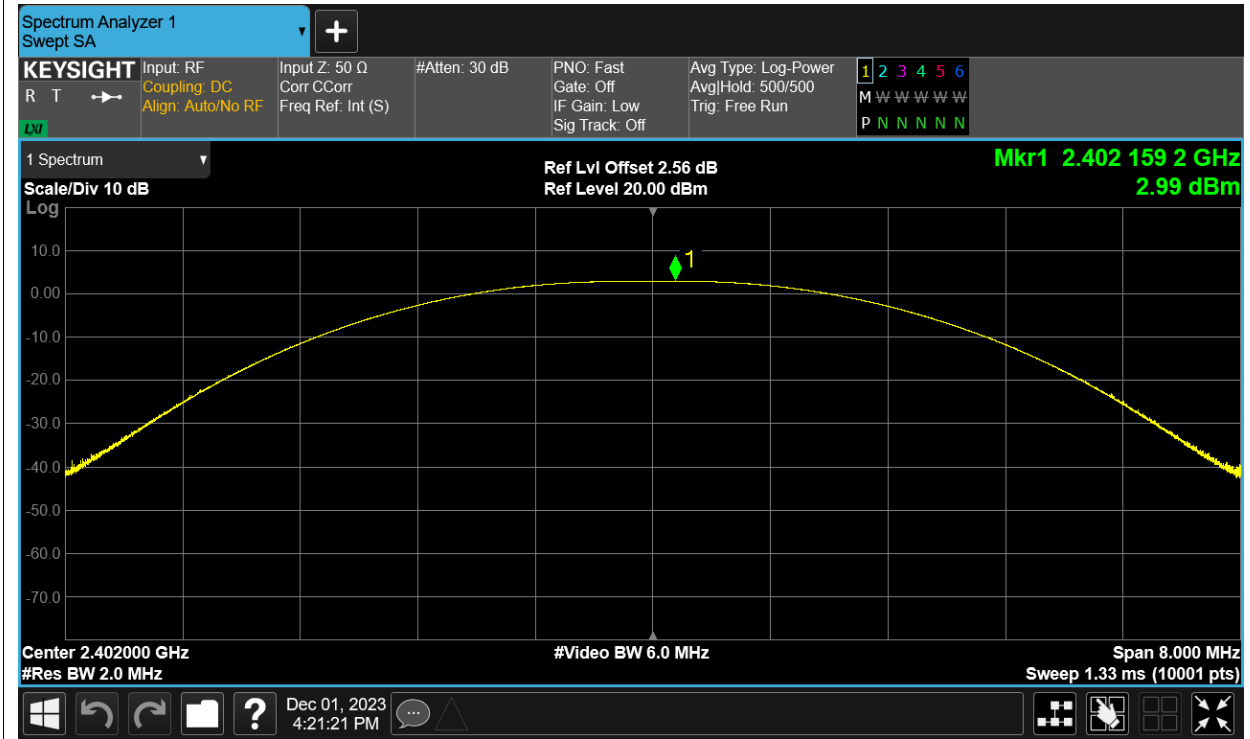 Spectrum Analyzer 1
Swept SA
KEYSIGHT
R T
LXI
Input: RF
Coupling: DC
Align: Auto/No RF
Input Z: 50 Ω
Corr CCorr
Freq Ref: Int (S)
#Atten: 30 dB
PNO: Fast
Gate: Off
IF Gain: Low
Sig Track: Off
Avg Type: Log-Power
Avg|Hold: 500/500
Trig: Free Run
1 2 3 4 5 6
M W W W W W
P N N N N N
1 Spectrum
Scale/Div 10 dB
Log
Ref Lvl Offset 2.56 dB
Ref Level 20.00 dBm
Mkr1 2.402 159 2 GHz
2.99 dBm
1
10.0
0.00
-10.0
-20.0
-30.0
-40.0
-50.0
-60.0
-70.0
Center 2.402000 GHz
#Res BW 2.0 MHz
#Video BW 6.0 MHz
Span 8.000 MHz
Sweep 1.33 ms (10001 pts)
?
Dec 01, 2023
4:21:21 PM